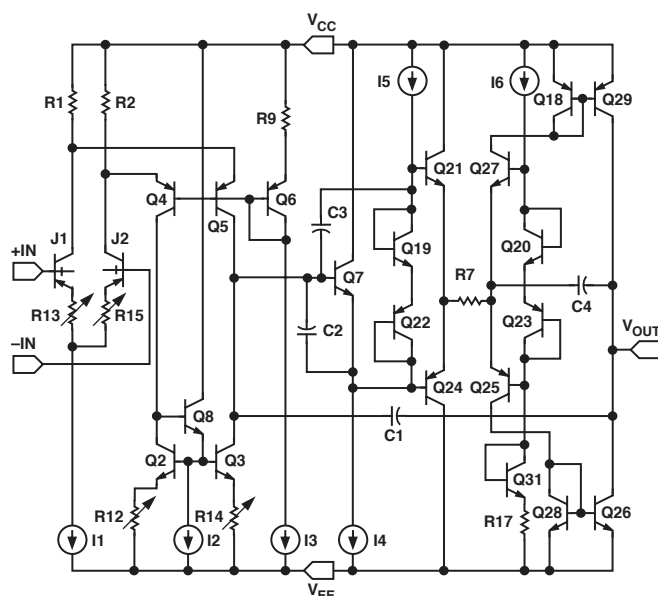 VCC
R1
R2
R9
I5
I6
Q18
Q29
Q21
Q27
Q4
Q5
Q6
C3
J1
J2
+IN
Q19
Q20
Q7
R7
R13
R15
C2
C4
Q22
Q23
VOUT
–IN
Q24
Q25
Q8
C1
Q2
Q3
Q31
R12
R14
R17
Q28
Q26
I1
I2
I3
I4
VEE